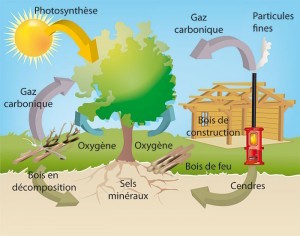 Photosynthèse
Gaz
carbonique
Particules
fines
Gaz
carbonique
Bois de
construction
Oxygène
Oxygène
Bois en
décomposition
Sels
minéraux
Bois de feu
Cendres